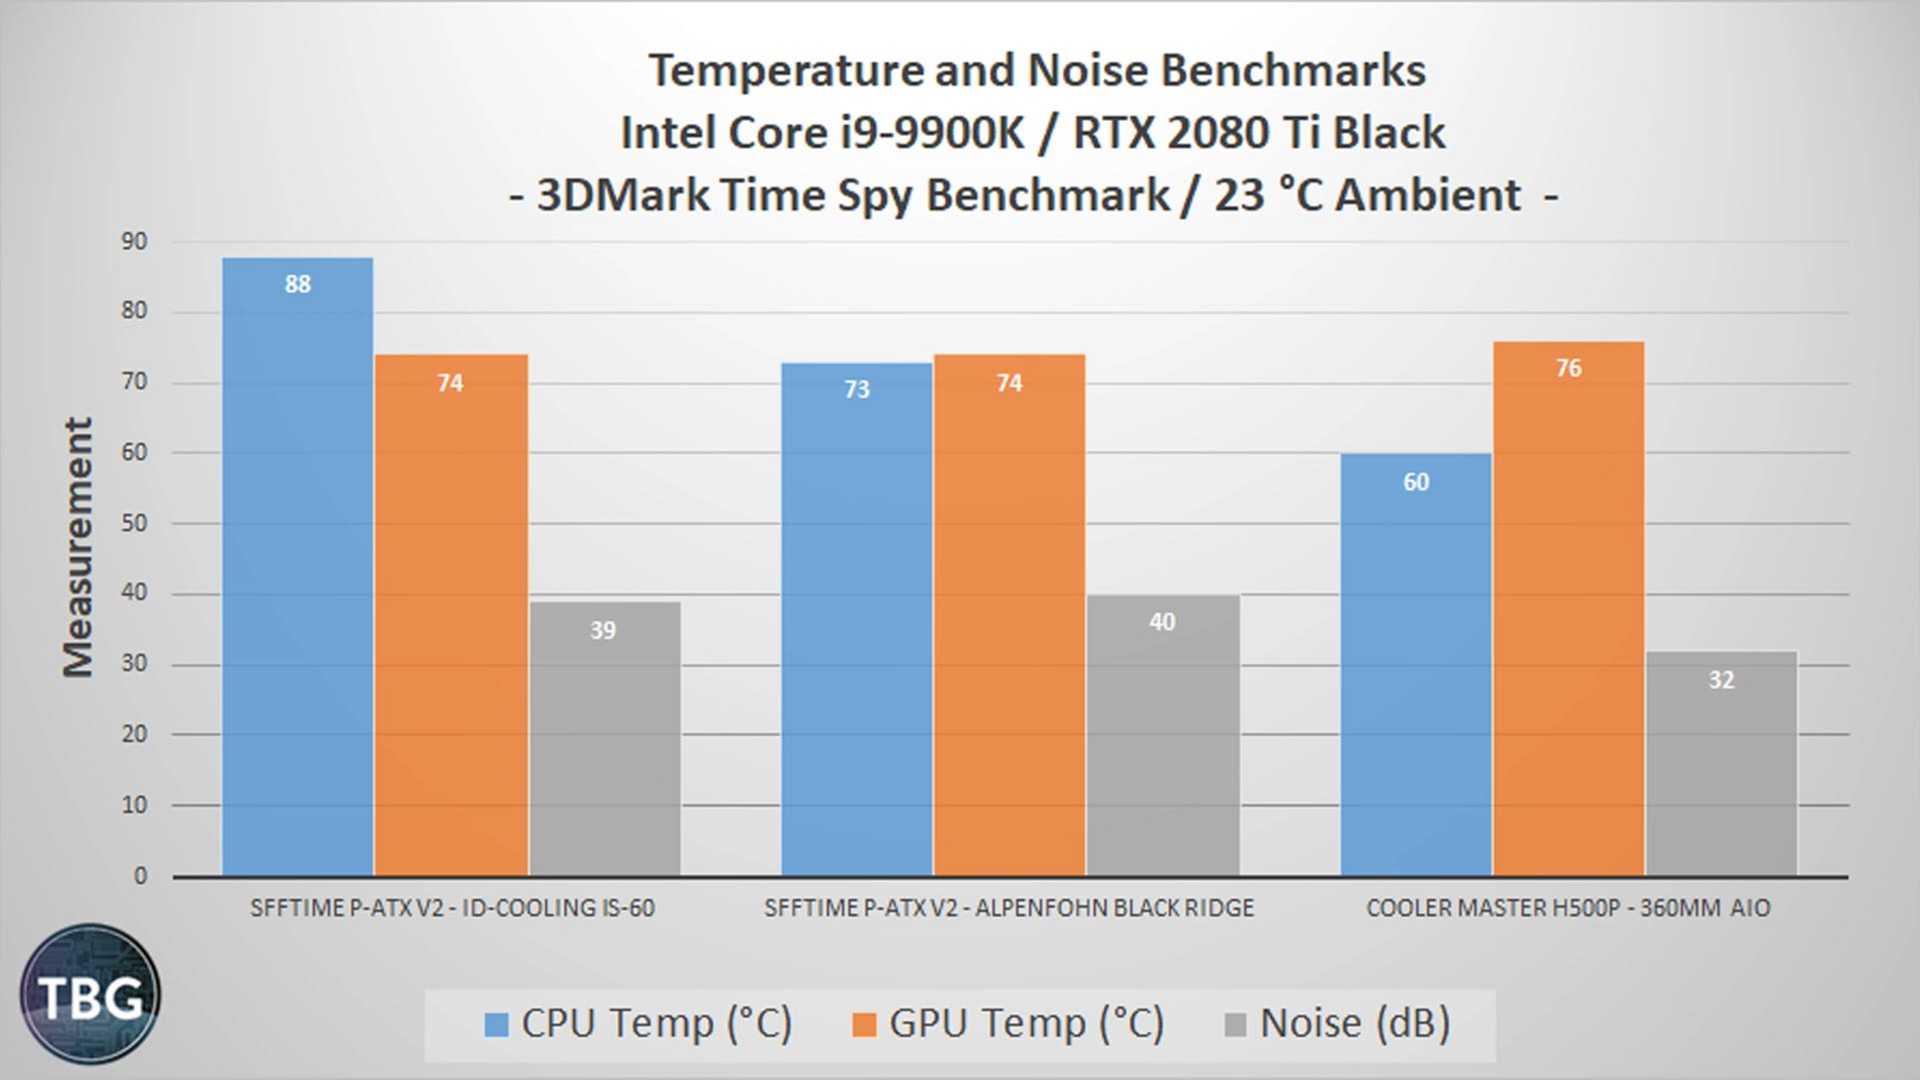 Temperature and Noise Benchmarks
Intel Core i9-9900K / RTX 2080 Ti Black
- 3DMark Time Spy Benchmark / 23 °C Ambient -
Measurement
90
80
70
60
50
40
30
20
10
0
88
74
39
73
74
40
60
76
32
SFFTIME P-ATX V2 - ID-COOLING IS-60
SFFTIME P-ATX V2 - ALPENFOHN BLACK RIDGE
COOLER MASTER H500P - 360MM AIO
CPU Temp (°C)
GPU Temp (°C)
Noise (dB)
TBG